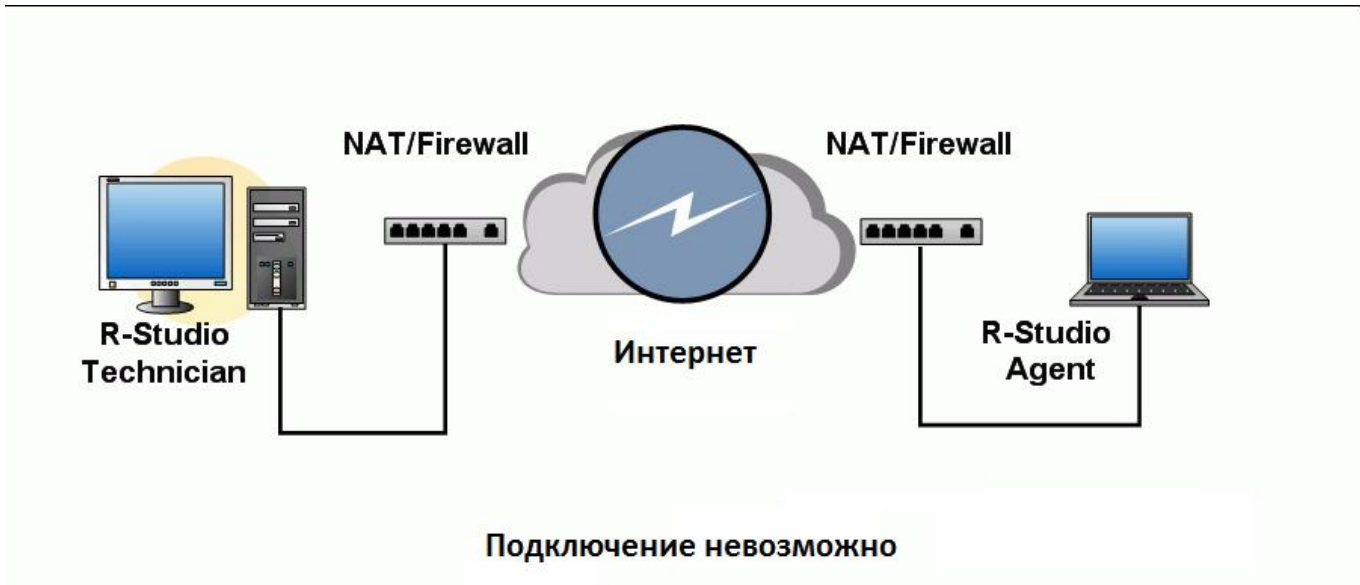 NAT/Firewall
NAT/Firewall
R-Studio
Technician
Интернет
R-Studio
Agent
Подключение невозможно